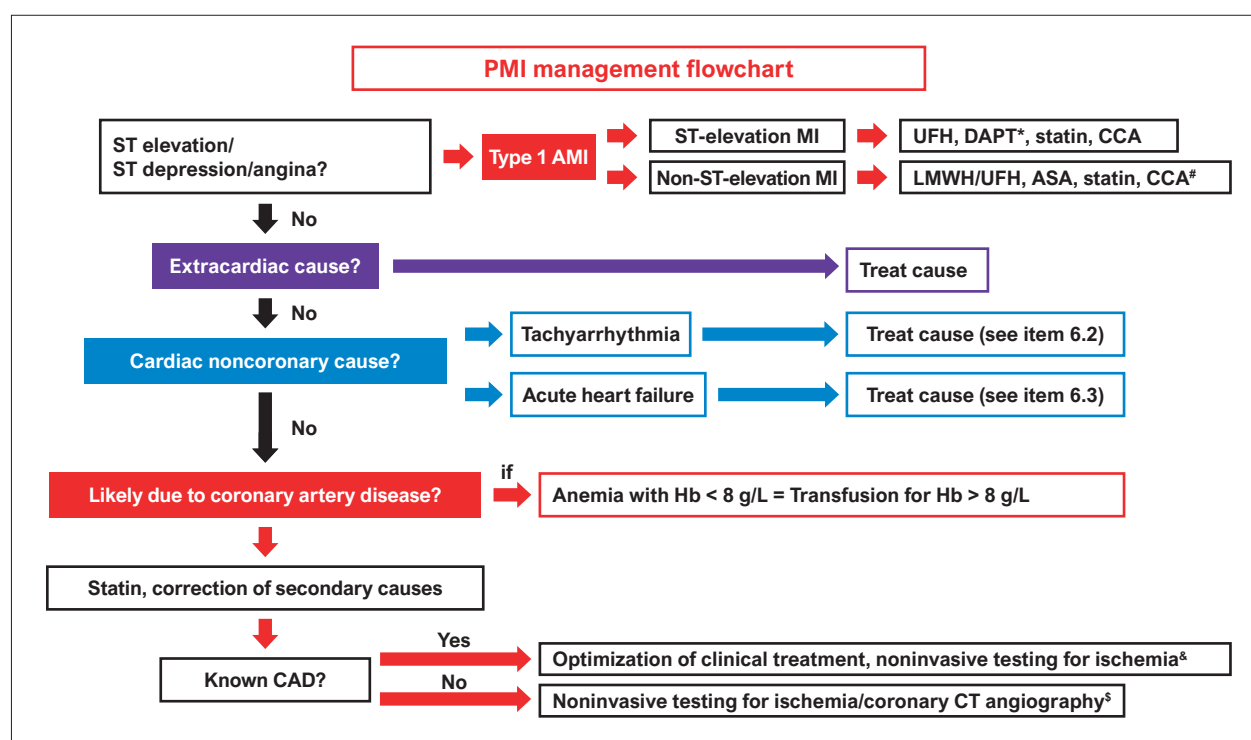 PMI management flowchart
ST elevation/
ST depression/angina?
Type 1 AMI
ST-elevation MI
UFH, DAPT*, statin, CCA
Non-ST-elevation MI
LMWH/UFH, ASA, statin, CCA#
No
Extracardiac cause?
Treat cause
No
Cardiac noncoronary cause?
Tachyarrhythmia
Treat cause (see item 6.2)
Acute heart failure
Treat cause (see item 6.3)
No
Likely due to coronary artery disease?
if
Anemia with Hb < 8 g/L = Transfusion for Hb > 8 g/L
Statin, correction of secondary causes
Known CAD?
Yes
Optimization of clinical treatment, noninvasive testing for ischemia&
No
Noninvasive testing for ischemia/coronary CT angiography$